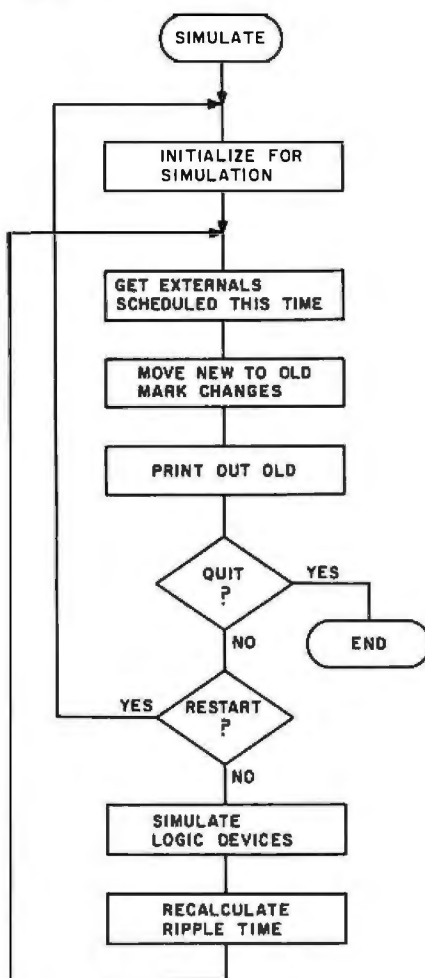 SIMULATE
INITIALIZE FOR
SIMULATION
GET EXTERNALS
SCHEDULED THIS TIME
MOVE NEW TO OLD
MARK CHANGES
PRINT OUT OLD
QUIT
?
YES
END
NO
YES
RESTART
?
NO
SIMULATE
LOGIC DEVICES
RECALCULATE
RIPPLE TIME